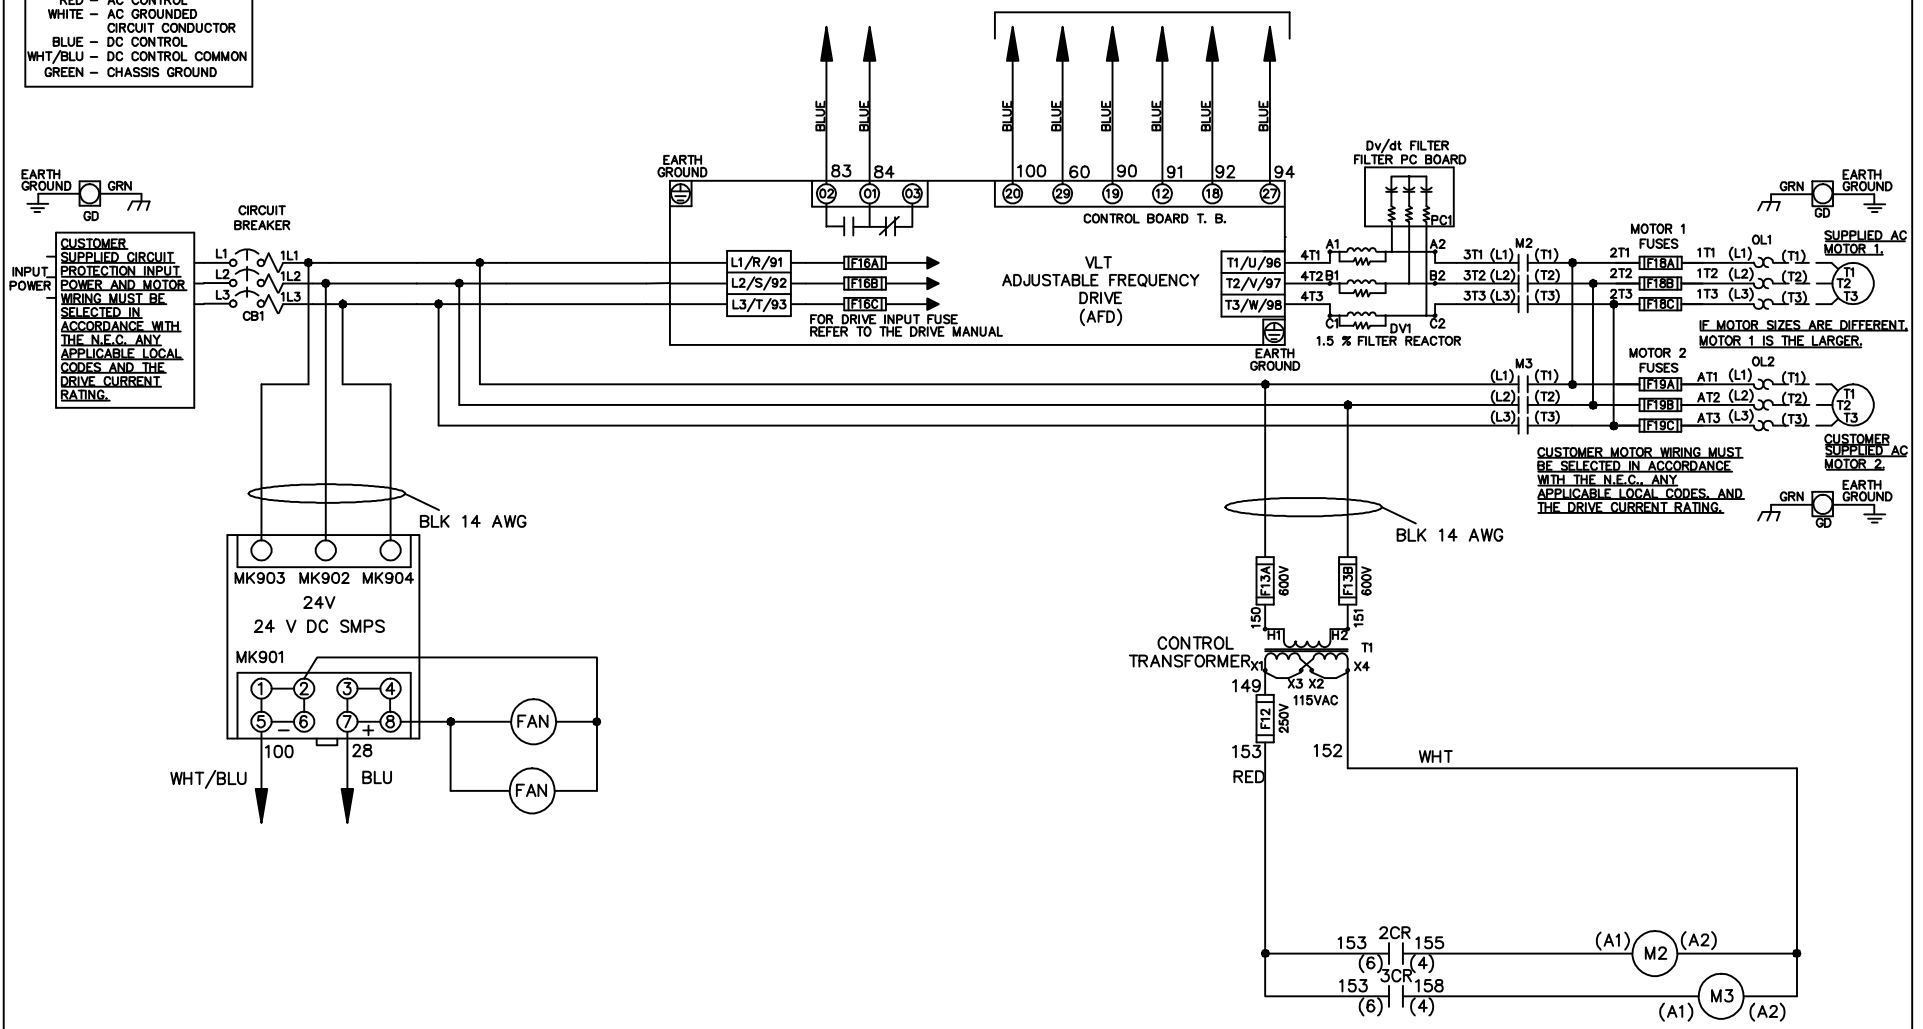 RED – AC CONTROL
WHITE – AC GROUNDED
CIRCUIT CONDUCTOR
BLUE – DC CONTROL
WHT/BLU – DC CONTROL COMMON
GREEN – CHASSIS GROUND
BLUE
BLUE
BLUE
BLUE
BLUE
BLUE
BLUE
BLUE
EARTH
GROUND
GRN
GD
CIRCUIT
BREAKER
CUSTOMER
SUPPLIED CIRCUIT
PROTECTION INPUT
POWER AND MOTOR
WIRING MUST BE
SELECTED IN
ACCORDANCE WITH
THE N.E.C. ANY
APPLICABLE LOCAL
CODES AND THE
DRIVE CURRENT
RATING.
INPUT
POWER
L1
L2
L3
1L1
1L2
1L3
CB1
EARTH
GROUND
83
84
02
01
03
100
60
90
91
92
94
20
29
19
12
18
27
CONTROL BOARD T. B.
L1/R/91
L2/S/92
L3/T/93
F16A
F16B
F16C
FOR DRIVE INPUT FUSE
REFER TO THE DRIVE MANUAL
VLT
ADJUSTABLE FREQUENCY
DRIVE
(AFD)
T1/U/96
T2/V/97
T3/W/98
EARTH
GROUND
Dv/dt FILTER
FILTER PC BOARD
PC1
4T1
4T2
4T3
A1
B1
C1
A2
B2
C2
DV1
1.5 % FILTER REACTOR
3T1 (L1)
3T2 (L2)
3T3 (L3)
M2
(T1)
(T2)
(T3)
MOTOR 1
FUSES
2T1
2T2
2T3
F18A
F18B
F18C
1T1 (L1)
1T2 (L2)
1T3 (L3)
OL1
(T1)
(T2)
(T3)
GRN
GD
EARTH
GROUND
SUPPLIED AC
MOTOR 1.
T1
T2
T3
IF MOTOR SIZES ARE DIFFERENT,
MOTOR 1 IS THE LARGER.
M3
(L1)
(L2)
(L3)
(T1)
(T2)
(T3)
MOTOR 2
FUSES
F19A
F19B
F19C
AT1 (L1)
AT2 (L2)
AT3 (L3)
OL2
(T1)
(T2)
(T3)
T1
T2
T3
CUSTOMER
SUPPLIED AC
MOTOR 2.
CUSTOMER MOTOR WIRING MUST
BE SELECTED IN ACCORDANCE
WITH THE N.E.C., ANY
APPLICABLE LOCAL CODES, AND
THE DRIVE CURRENT RATING.
GRN
GD
EARTH
GROUND
BLK 14 AWG
MK903 MK902 MK904
24V
24 V DC SMPS
MK901
1
2
3
4
5
–
6
7
+
8
100
28
WHT/BLU
BLU
FAN
FAN
BLK 14 AWG
F13A
600V
F13B
600V
150
151
H1
H2
T1
CONTROL
TRANSFORMER
X1
X4
X3 X2
115VAC
149
F12
250V
153
152
RED
WHT
2CR
153
155
(6)
(4)
(A1)
M2
(A2)
3CR
153
158
(6)
(4)
(A1)
M3
(A2)